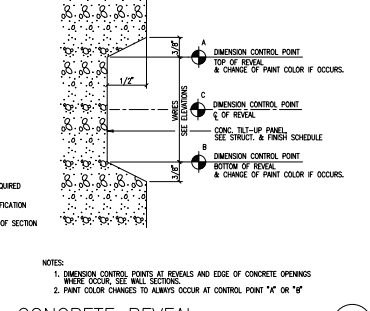 3/8"
A
DIMENSION CONTROL POINT
TOP OF REVEAL
& CHANGE OF PAINT COLOR IF OCCURS.
1/2"
VARIES
SEE ELEVATIONS
C
DIMENSION CONTROL POINT
℄ OF REVEAL
CONC. TILT-UP PANEL
SEE STRUCT. & FINISH SCHEDULE
B
DIMENSION CONTROL POINT
BOTTOM OF REVEAL
& CHANGE OF PAINT COLOR IF OCCURS.
3/8"
OF SECTION
NOTES:
1. DIMENSION CONTROL POINTS AT REVEALS AND EDGE OF CONCRETE OPENINGS
WHERE OCCUR, SEE WALL SECTIONS.
2. PAINT COLOR CHANGES TO ALWAYS OCCUR AT CONTROL POINT "A" OR "B"
CONCRETE REVEAL